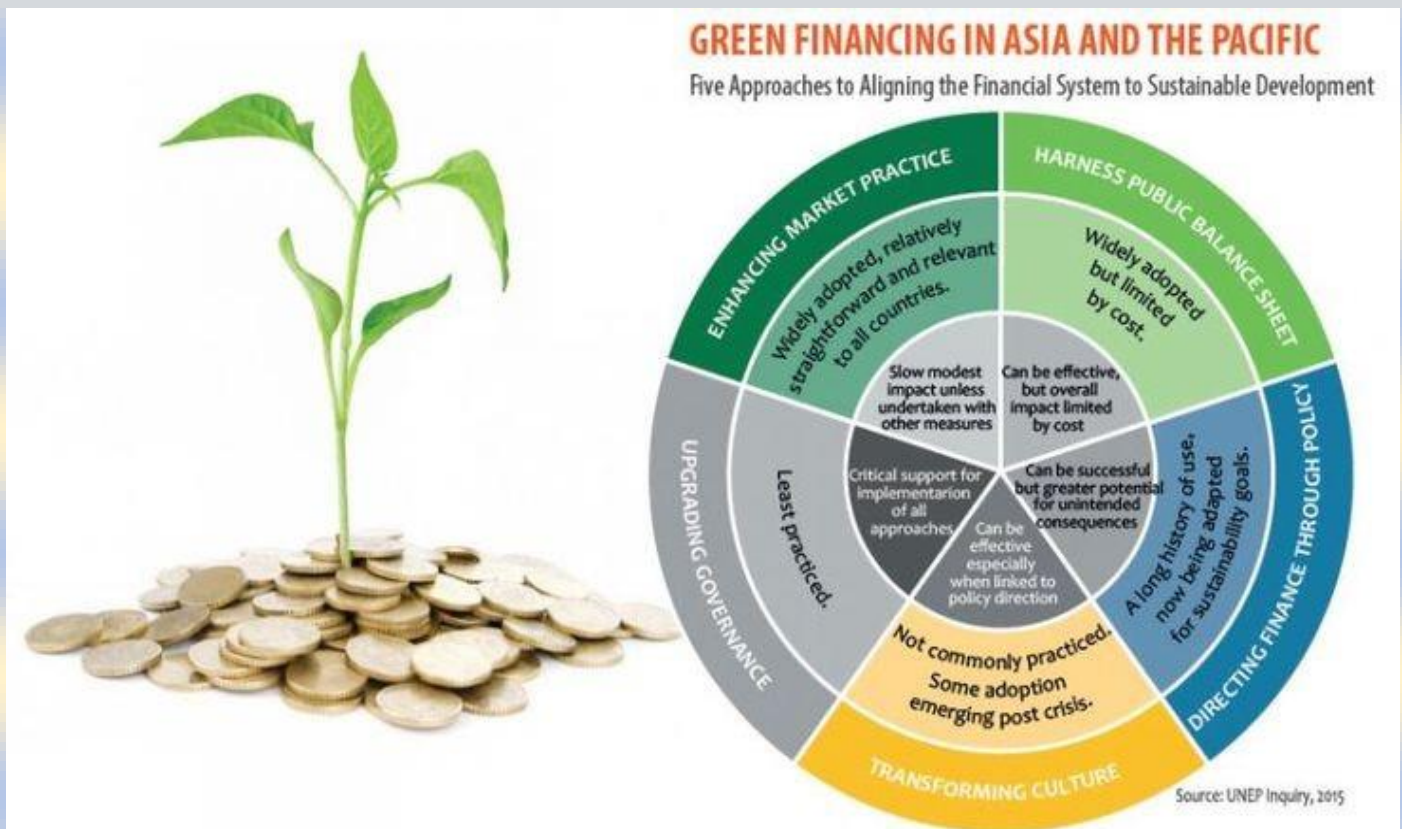 GREEN FINANCING IN ASIA AND THE PACIFIC
Five Approaches to Aligning the Financial System to Sustainable Development
ENHANCING MARKET PRACTICE
Widely adopted, relatively
straightforward and relevant
to all countries.
Slow modest
impact unless
undertaken with
other measures
HARNESS PUBLIC BALANCE SHEET
Widely adopted
but limited
by cost.
Can be effective,
but overall
impact limited
by cost
DIRECTING FINANCE THROUGH POLICY
A long history of use,
now being adapted
for sustainability goals.
Can be successful
but greater potential
for unintended
consequences
TRANSFORMING CULTURE
Not commonly practiced.
Some adoption
emerging post crisis.
Can be
effective
especially
when linked to
policy direction
UPGRADING GOVERNANCE
Least practiced.
Critical support for
implementarion
of all
approaches
Source: UNEP Inquiry, 2015